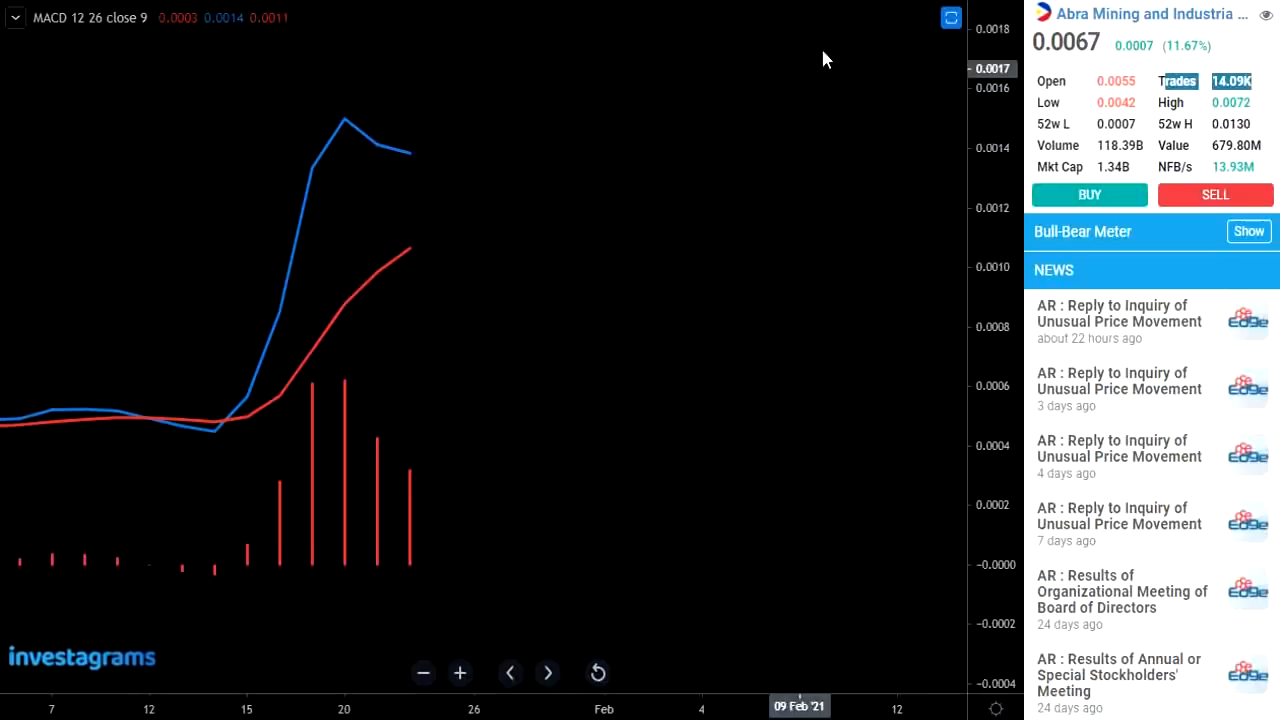 MACD 12 26 close 9 0.0003 0.0014 0.0011
0.0018
0.0017
0.0016
0.0014
0.0012
0.0010
0.0008
0.0006
0.0004
0.0002
−0.0000
−0.0002
−0.0004
investagrams
7 12 15 20 26 Feb 4 09 Feb '21 12
Abra Mining and Industria ...
0.0067 0.0007 (11.67%)
Open 0.0055 Trades 14.09K
Low 0.0042 High 0.0072
52w L 0.0007 52w H 0.0130
Volume 118.39B Value 679.80M
Mkt Cap 1.34B NFB/s 13.93M
BUY SELL
Bull-Bear Meter Show
NEWS
AR : Reply to Inquiry of
Unusual Price Movement
about 22 hours ago
Edge
AR : Reply to Inquiry of
Unusual Price Movement
3 days ago
Edge
AR : Reply to Inquiry of
Unusual Price Movement
4 days ago
Edge
AR : Reply to Inquiry of
Unusual Price Movement
7 days ago
Edge
AR : Results of
Organizational Meeting of
Board of Directors
24 days ago
Edge
AR : Results of Annual or
Special Stockholders'
Meeting
24 days ago
Edge